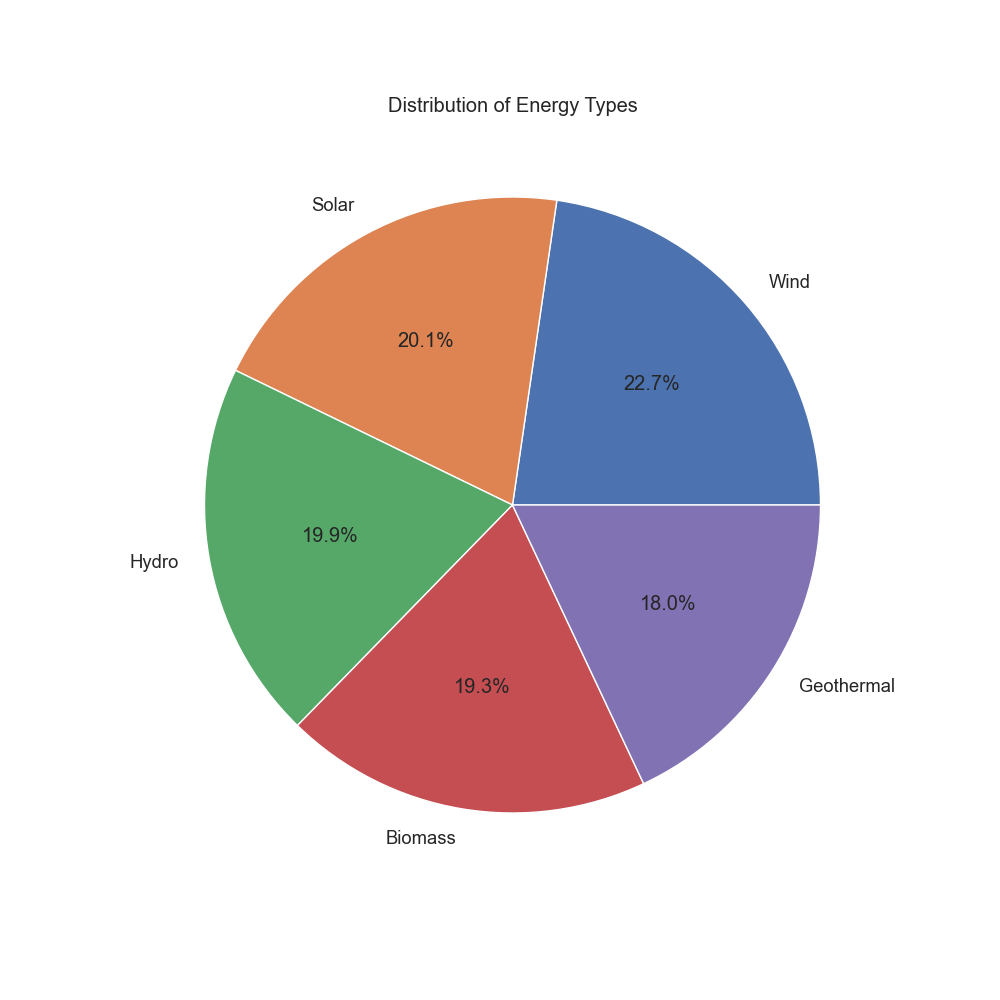 Distribution of Energy Types
Solar
Wind
20.1%
22.7%
19.9%
Hydro
18.0%
19.3%
Geothermal
Biomass